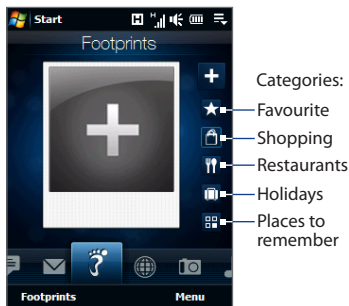 Start
H
Footprints
Categories:
Favourite
Shopping
Restaurants
Holidays
Places to
remember
Footprints Menu